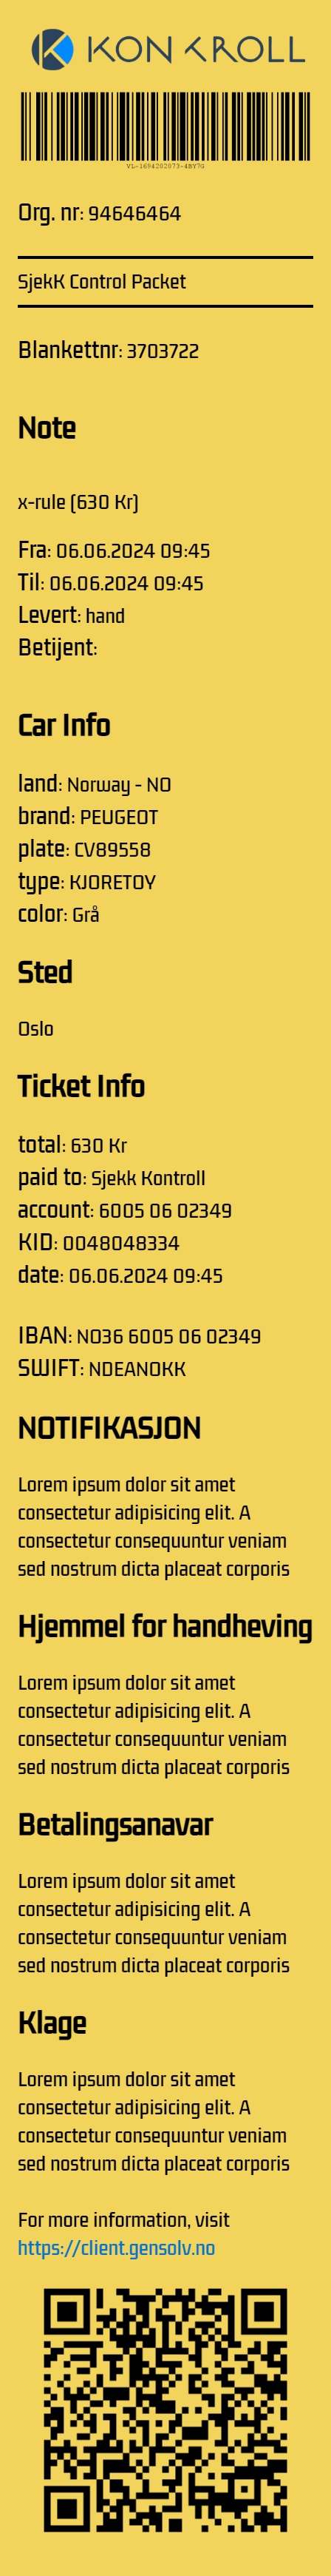 KONTROLL
VL-1694202073-4BY7G
Org. nr: 94646464
SjekK Control Packet
Blankettnr: 3703722
Note
x-rule (630 Kr)
Fra: 06.06.2024 09:45
Til: 06.06.2024 09:45
Levert: hand
Betijent:
Car Info
land: Norway - NO
brand: PEUGEOT
plate: CV89558
type: KJORETOY
color: Grå
Sted
Oslo
Ticket Info
total: 630 Kr
paid to: Sjekk Kontroll
account: 6005 06 02349
KID: 0048048334
date: 06.06.2024 09:45
IBAN: NO36 6005 06 02349
SWIFT: NDEANOKK
NOTIFIKASJON
Lorem ipsum dolor sit amet
consectetur adipisicing elit. A
consectetur consequuntur veniam
sed nostrum dicta placeat corporis
Hjemmel for handheving
Lorem ipsum dolor sit amet
consectetur adipisicing elit. A
consectetur consequuntur veniam
sed nostrum dicta placeat corporis
Betalingsanavar
Lorem ipsum dolor sit amet
consectetur adipisicing elit. A
consectetur consequuntur veniam
sed nostrum dicta placeat corporis
Klage
Lorem ipsum dolor sit amet
consectetur adipisicing elit. A
consectetur consequuntur veniam
sed nostrum dicta placeat corporis
For more information, visit
https://client.gensolv.no